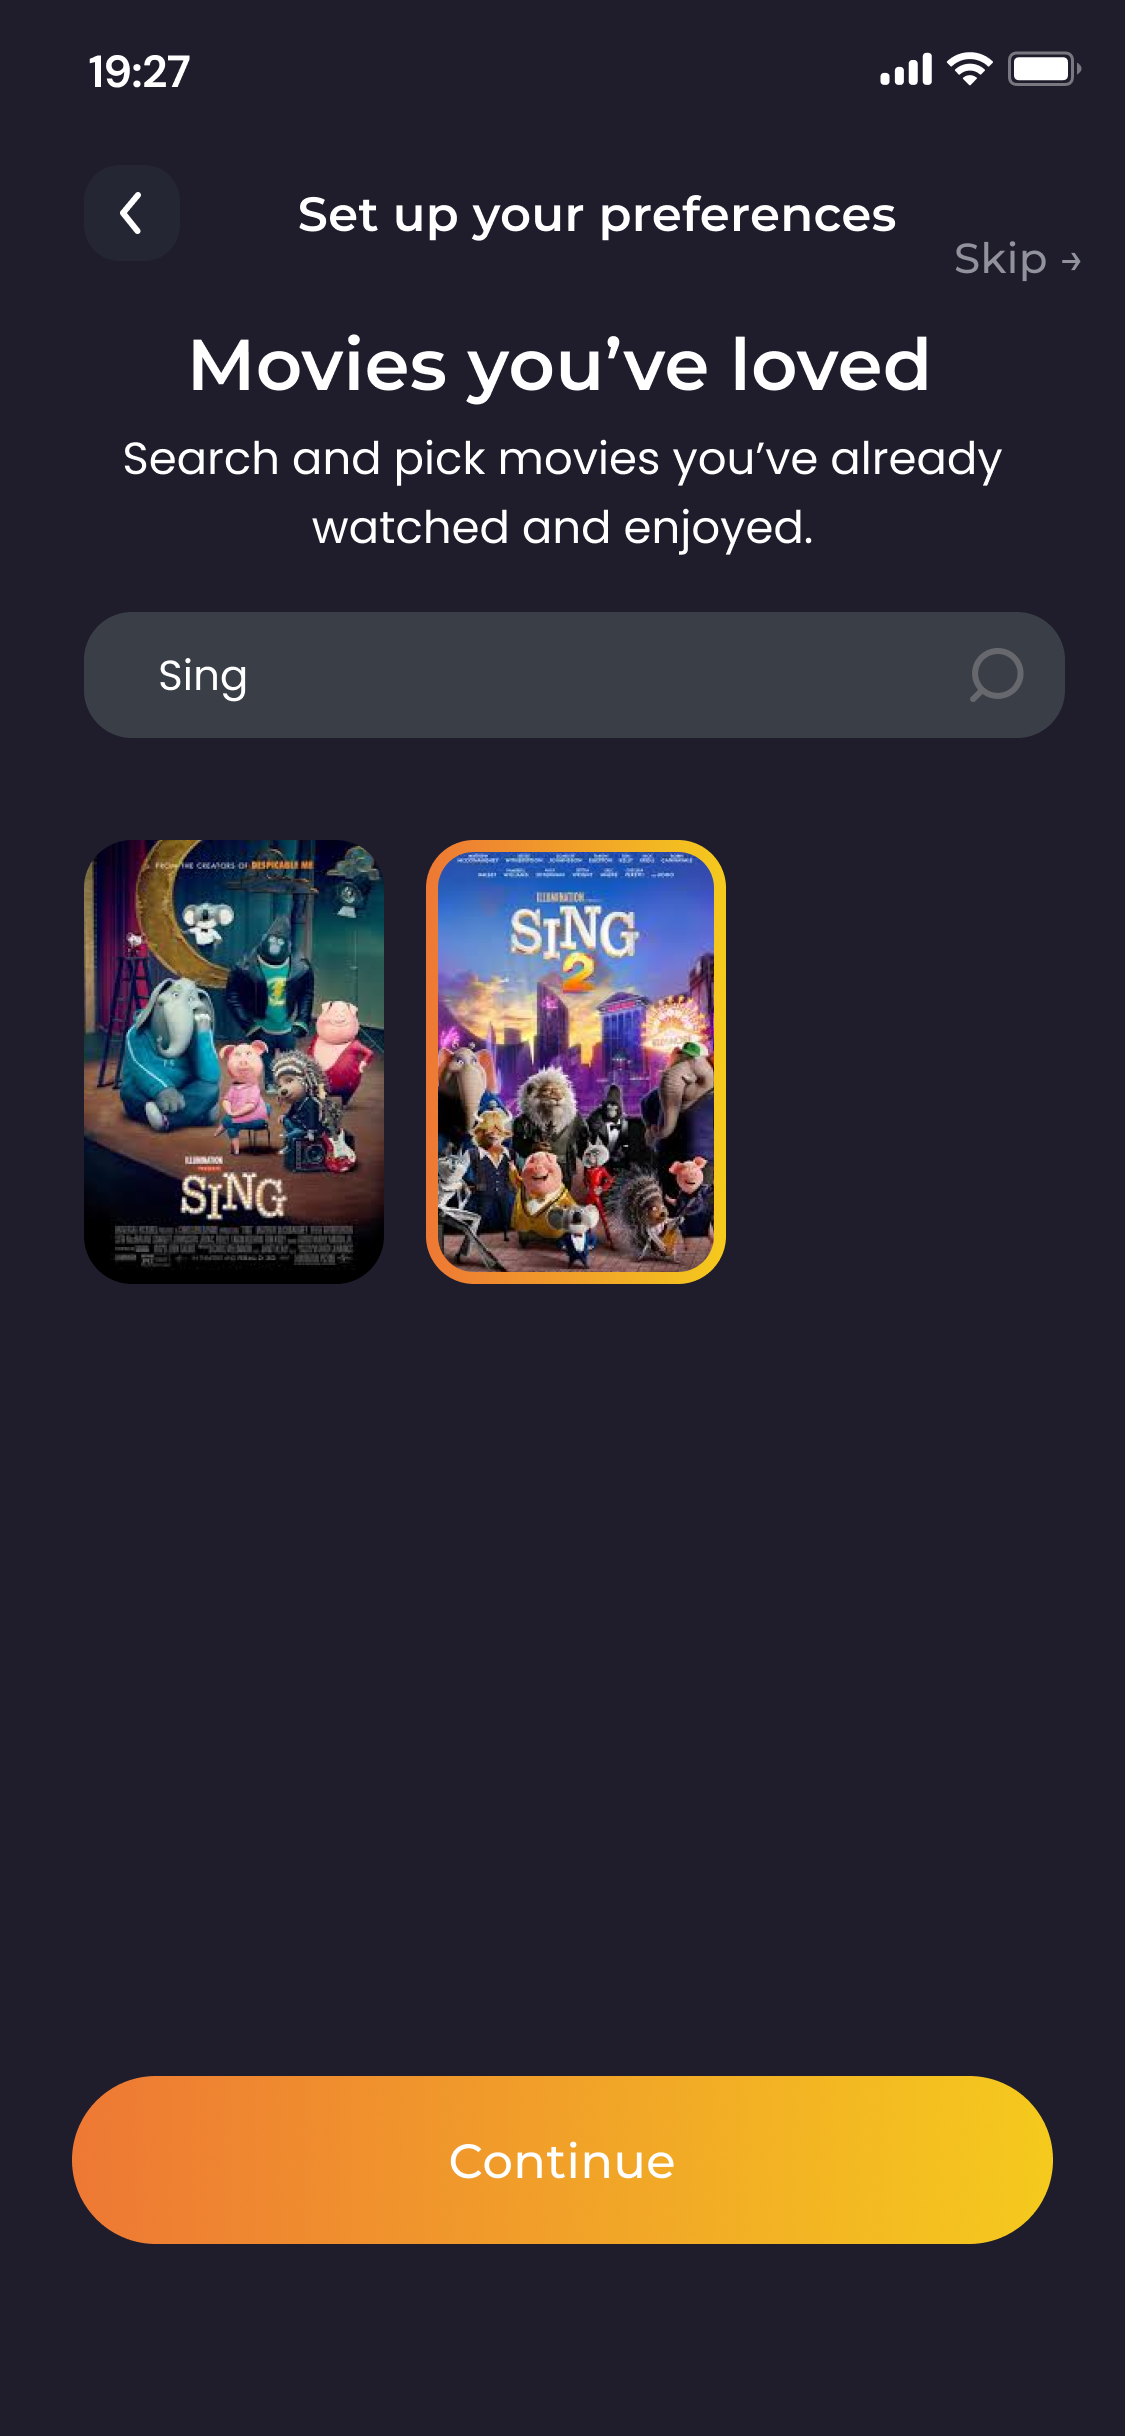 19:27
Set up your preferences
Skip →
Movies you’ve loved
Search and pick movies you’ve already
watched and enjoyed.
Sing
FROM THE CREATORS OF DESPICABLE ME
ILLUMINATION
SING
ILLUMINATION
SING
2
Continue